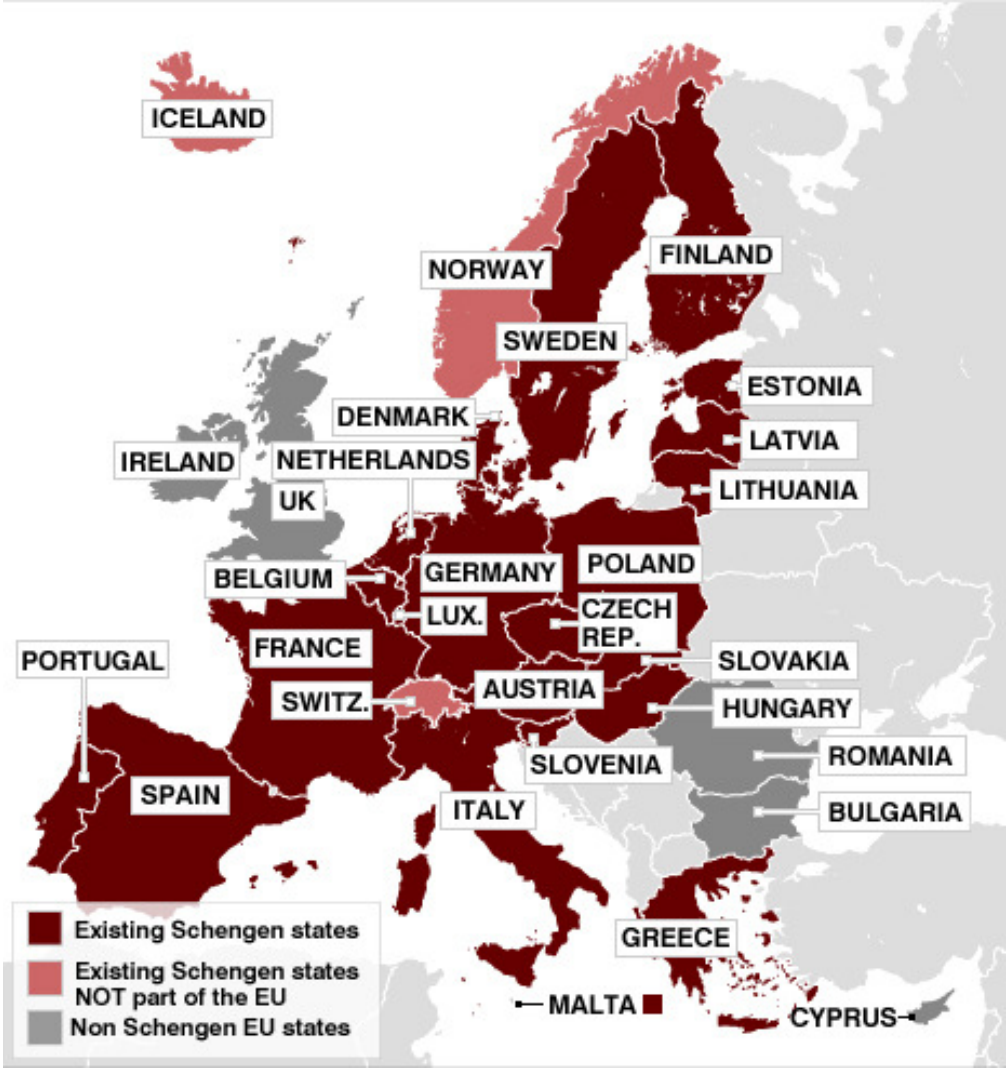 ICELAND
NORWAY
FINLAND
SWEDEN
ESTONIA
DENMARK
LATVIA
IRELAND
NETHERLANDS
LITHUANIA
UK
BELGIUM
GERMANY
POLAND
LUX.
CZECH
REP.
FRANCE
PORTUGAL
SLOVAKIA
AUSTRIA
SWITZ.
HUNGARY
ROMANIA
SLOVENIA
SPAIN
ITALY
BULGARIA
GREECE
MALTA
CYPRUS
Existing Schengen states
Existing Schengen states
NOT part of the EU
Non Schengen EU states